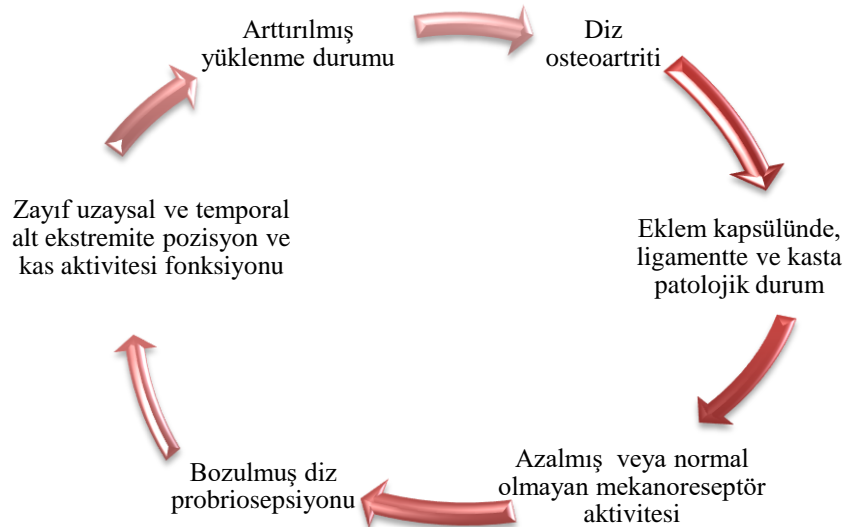 Arttırılmış
yüklenme durumu
Diz
osteoartriti
Eklem kapsülünde,
ligamentte ve kasta
patolojik durum
Azalmış veya normal
olmayan mekanoreseptör
aktivitesi
Bozulmuş diz
probriosepsiyonu
Zayıf uzaysal ve temporal
alt ekstremite pozisyon ve
kas aktivitesi fonksiyonu